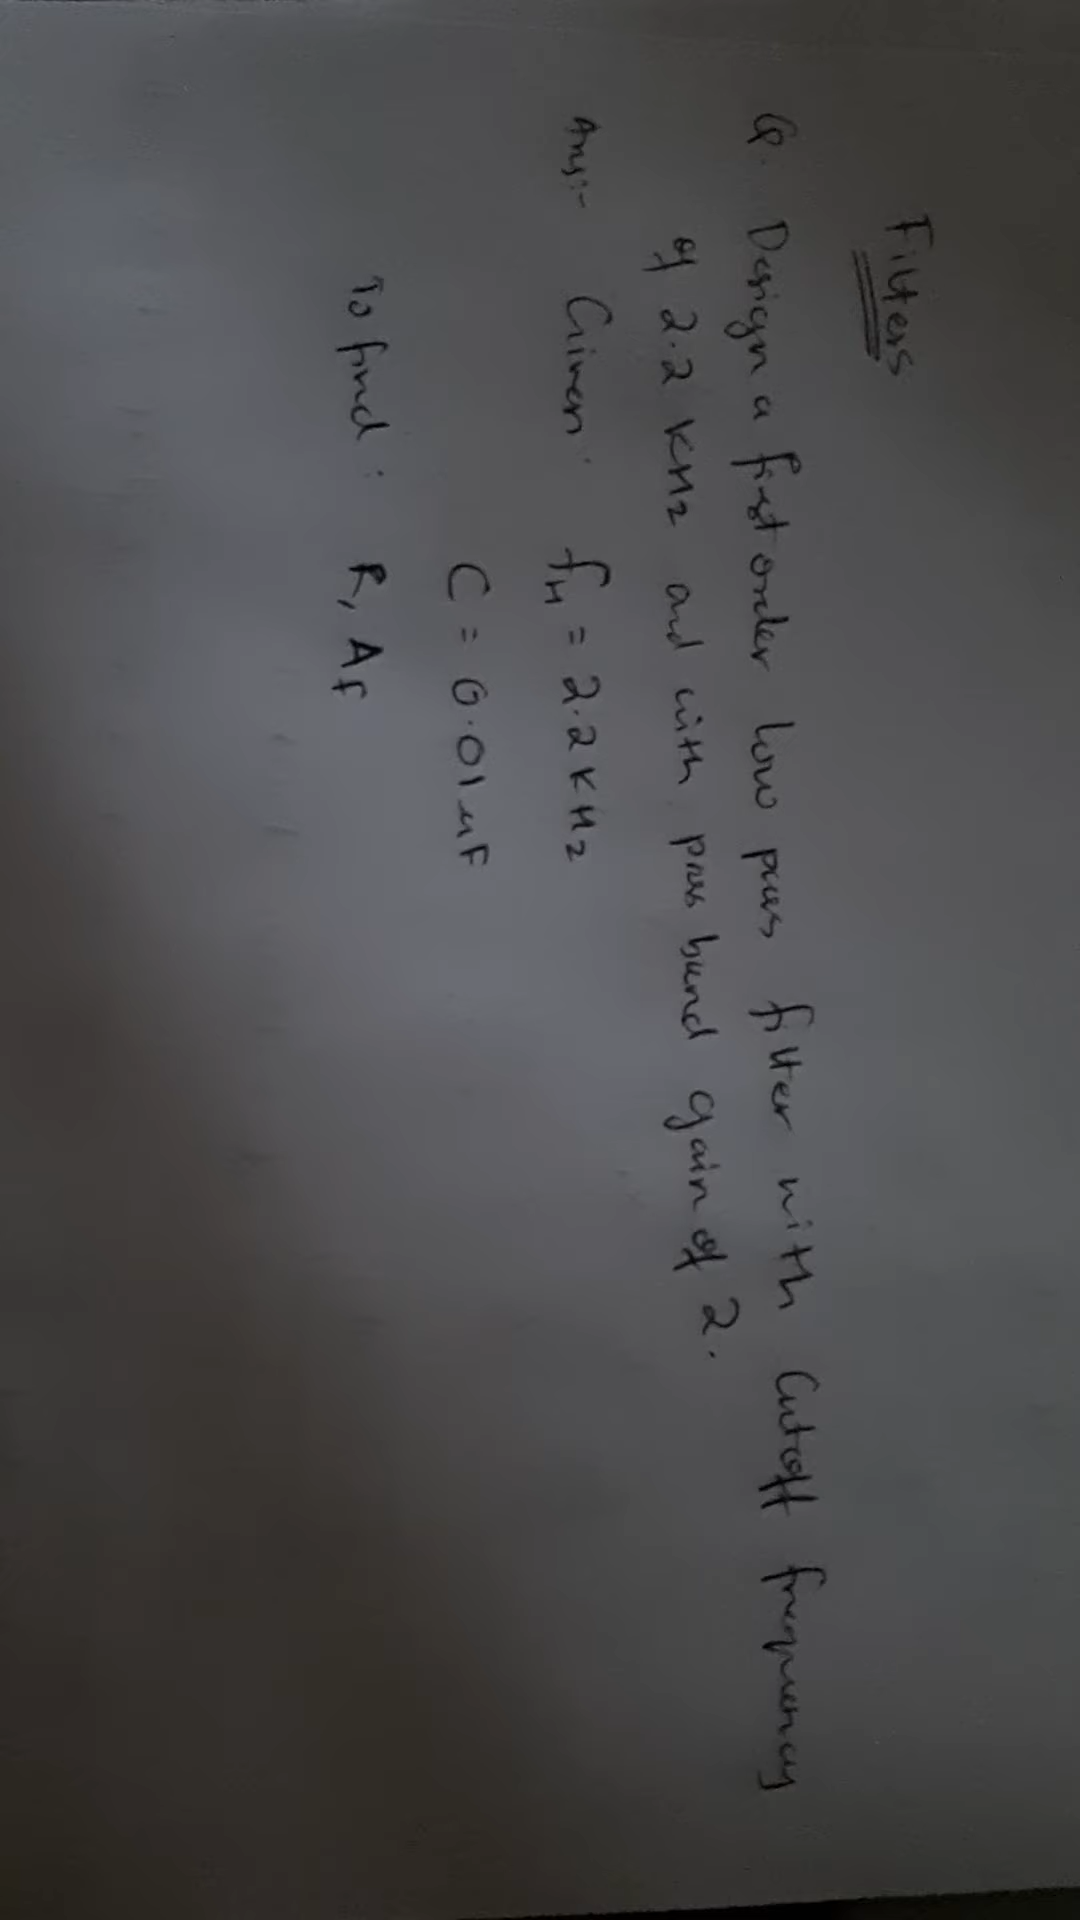 Filters
Q. Design a first order low pass filter with Cutoff frequency
of 2.2 KHz and with pass band gain of 2.
Ans:- Given: fH = 2.2 KHz
C = 0.01 µF
To find: R, AF